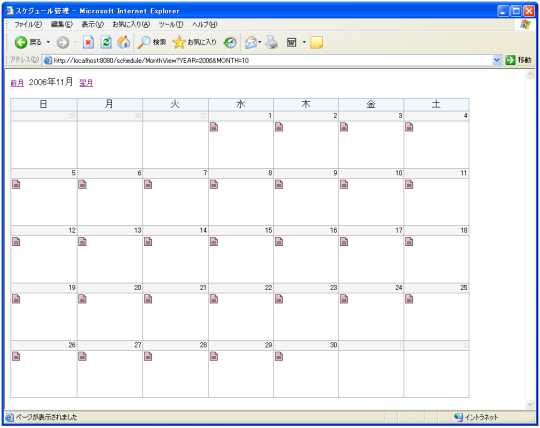 スケジュール管理 - Microsoft Internet Explorer
ファイル(F) 編集(E) 表示(V) お気に入り(A) ツール(T) ヘルプ(H)
戻る 検索 お気に入り
アドレス(D) http://localhost:8080/schedule/MonthView?YEAR=2006&MONTH=10 移動
前月 2006年11月 翌月
日 月 火 水 木 金 土
29 30 31 1 2 3 4
5 6 7 8 9 10 11
12 13 14 15 16 17 18
19 20 21 22 23 24 25
26 27 28 29 30 1 2
ページが表示されました イントラネット